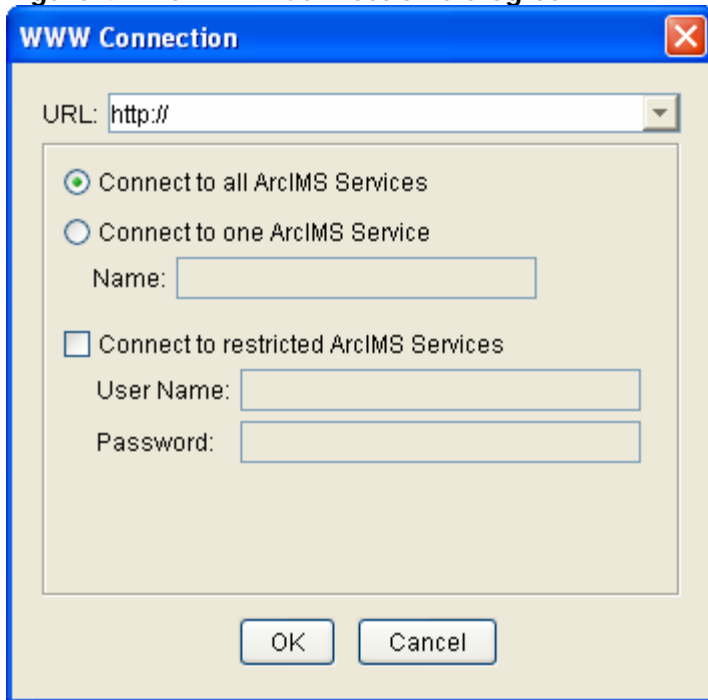 WWW Connection
URL: http://
Connect to all ArcIMS Services
Connect to one ArcIMS Service
Name:
Connect to restricted ArcIMS Services
User Name:
Password:
OK Cancel